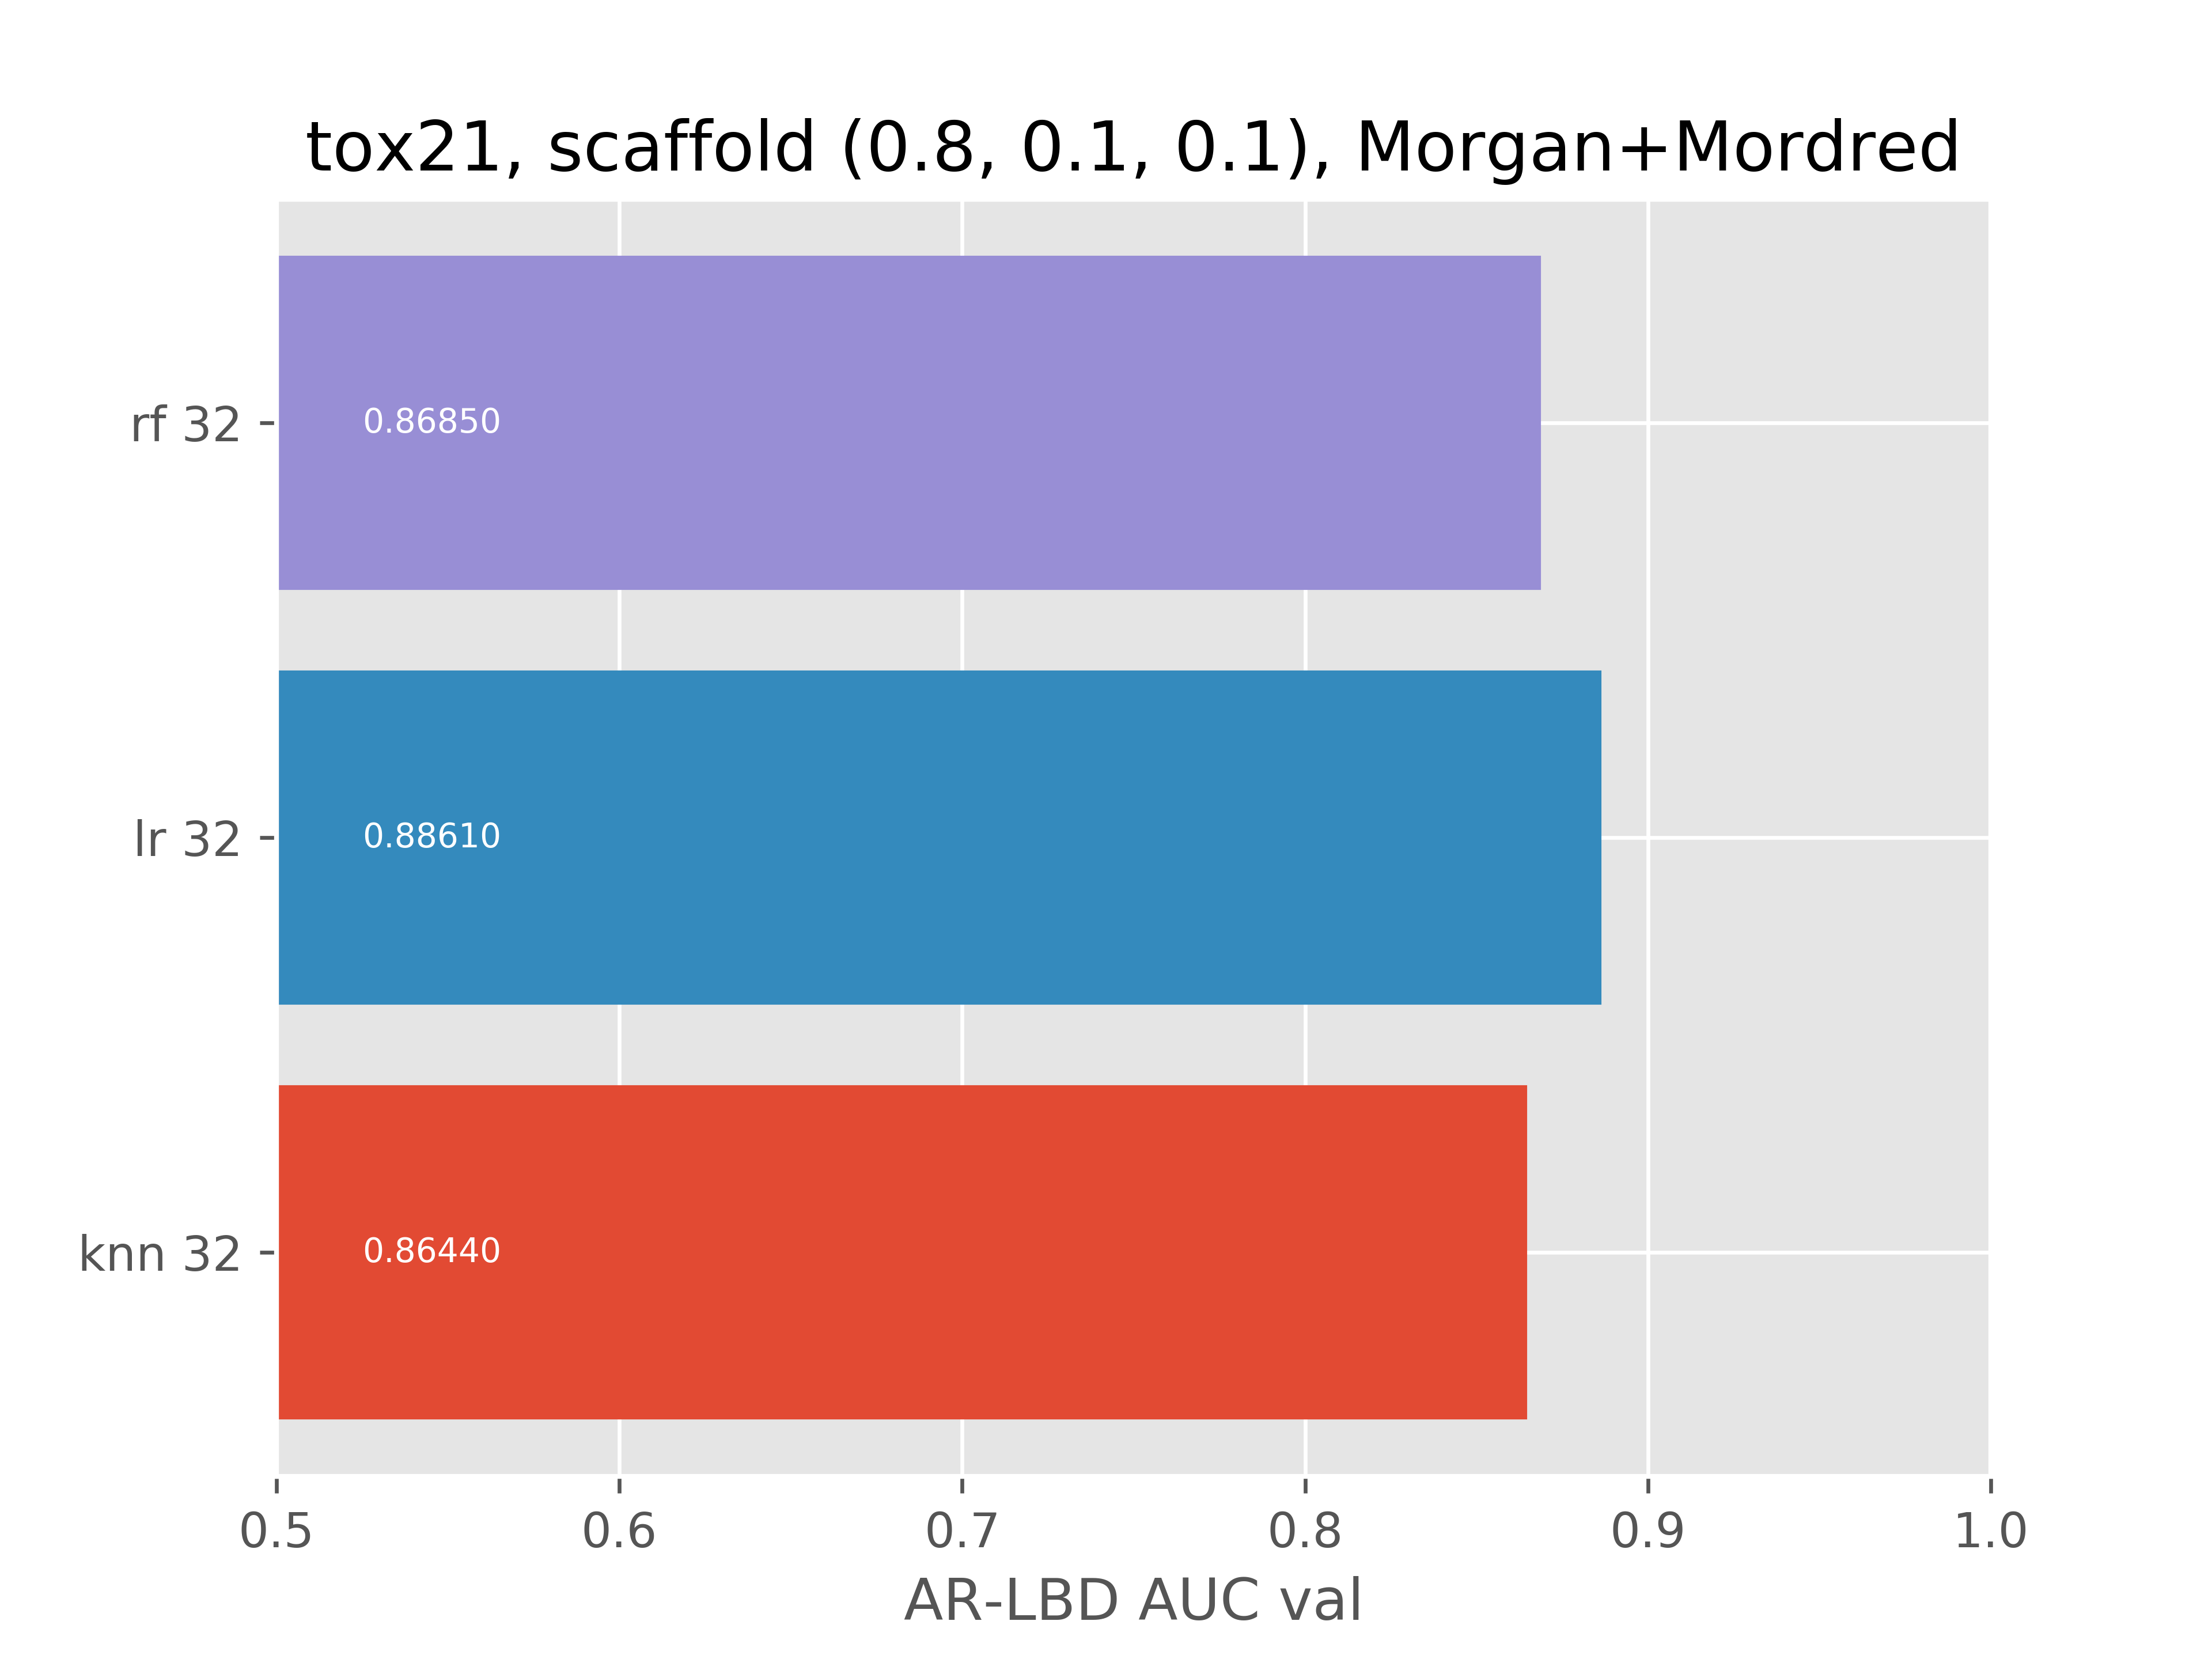 tox21, scaffold (0.8, 0.1, 0.1), Morgan+Mordred
rf 32
0.86850
lr 32
0.88610
knn 32
0.86440
0.5 0.6 0.7 0.8 0.9 1.0
AR-LBD AUC val